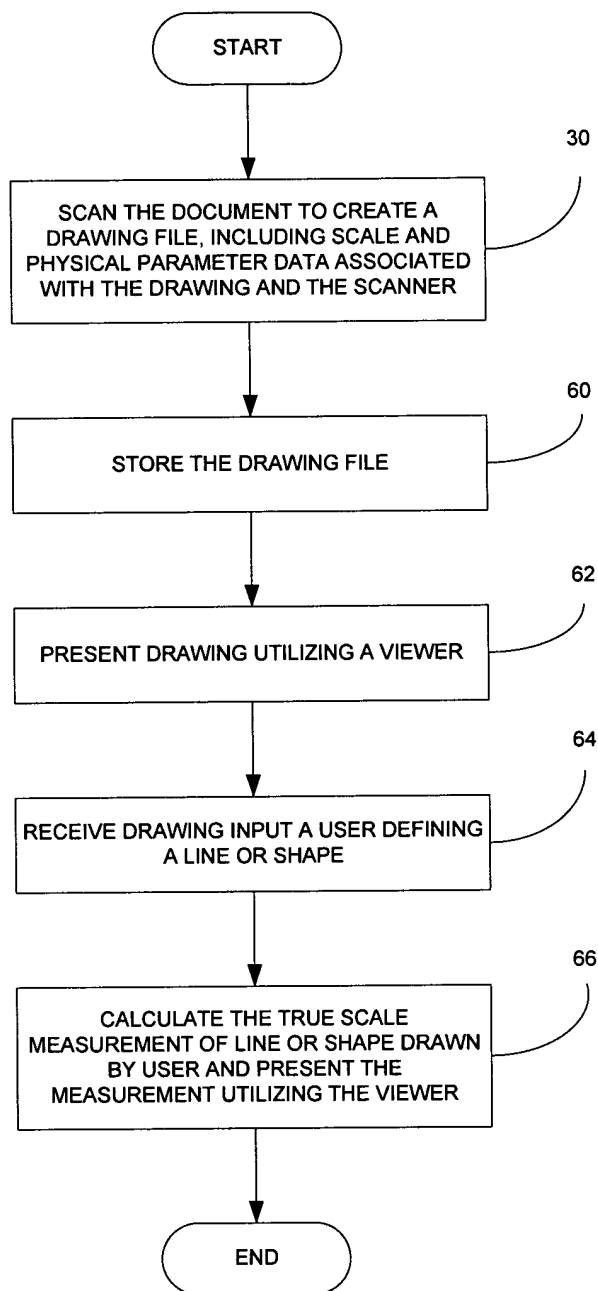 START
30
SCAN THE DOCUMENT TO CREATE A
DRAWING FILE, INCLUDING SCALE AND
PHYSICAL PARAMETER DATA ASSOCIATED
WITH THE DRAWING AND THE SCANNER
60
STORE THE DRAWING FILE
62
PRESENT DRAWING UTILIZING A VIEWER
64
RECEIVE DRAWING INPUT A USER DEFINING
A LINE OR SHAPE
66
CALCULATE THE TRUE SCALE
MEASUREMENT OF LINE OR SHAPE DRAWN
BY USER AND PRESENT THE
MEASUREMENT UTILIZING THE VIEWER
END